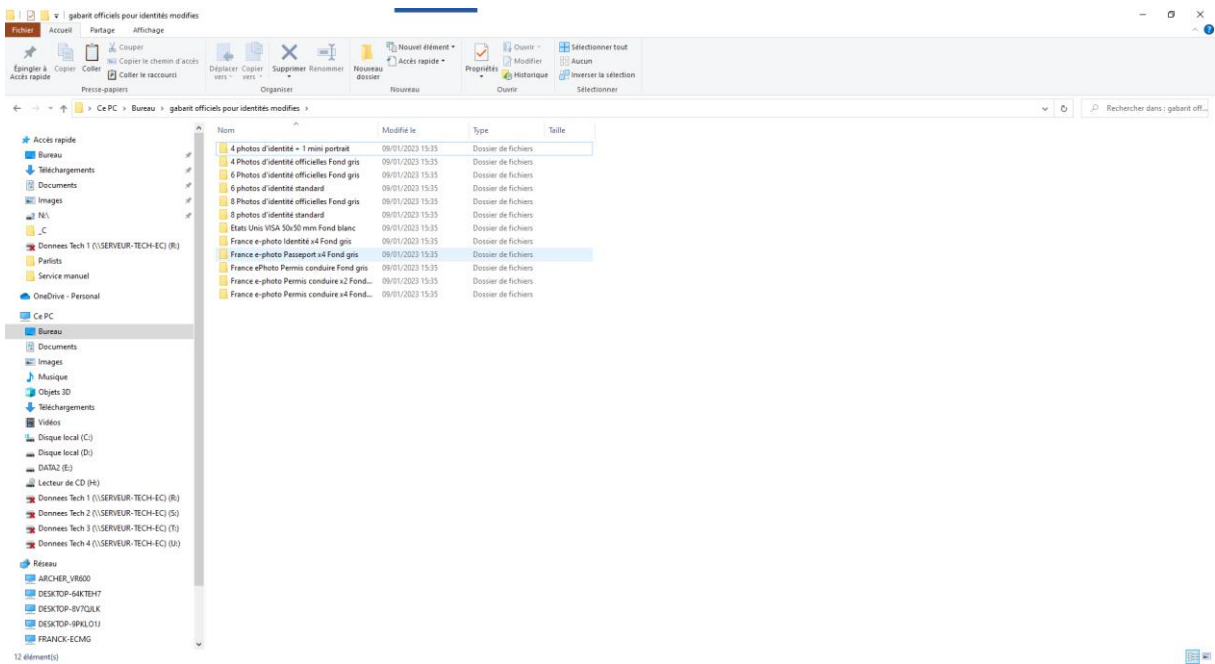 gabarit officiels pour identités modifies
Fichier Accueil Partage Affichage
Épingler à Accès rapide
Copier
Coller
Couper
Copier le chemin d'accès
Coller le raccourci
Presse-papiers
Déplacer vers
Copier vers
Supprimer
Renommer
Organiser
Nouveau dossier
Nouvel élément
Accès rapide
Nouveau
Propriétés
Ouvrir
Modifier
Historique
Ouvrir
Sélectionner tout
Aucun
Inverser la sélection
Sélectionner
> Ce PC > Bureau > gabarit officiels pour identités modifies >
Rechercher dans : gabarit off...
Accès rapide
Bureau
Téléchargements
Documents
Images
N:\
_C
Donnees Tech 1 (\\SERVEUR-TECH-EC) (R:)
Parlists
Service manuel
OneDrive - Personal
Ce PC
Bureau
Documents
Images
Musique
Objets 3D
Téléchargements
Vidéos
Disque local (C:)
Disque local (D:)
DATA2 (E:)
Lecteur de CD (H:)
Donnees Tech 1 (\\SERVEUR-TECH-EC) (R:)
Donnees Tech 2 (\\SERVEUR-TECH-EC) (S:)
Donnees Tech 3 (\\SERVEUR-TECH-EC) (T:)
Donnees Tech 4 (\\SERVEUR-TECH-EC) (U:)
Réseau
ARCHER_VR600
DESKTOP-64KTEH7
DESKTOP-8V7QJLK
DESKTOP-9PKLO1J
FRANCK-ECMG
Nom Modifié le Type Taille
4 photos d'identité + 1 mini portrait 09/01/2023 15:35 Dossier de fichiers
4 Photos d'identité officielles Fond gris 09/01/2023 15:35 Dossier de fichiers
6 Photos d'identité officielles Fond gris 09/01/2023 15:35 Dossier de fichiers
6 photos d'identité standard 09/01/2023 15:35 Dossier de fichiers
8 Photos d'identité officielles Fond gris 09/01/2023 15:35 Dossier de fichiers
8 photos d'identité standard 09/01/2023 15:35 Dossier de fichiers
Etats Unis VISA 50x50 mm Fond blanc 09/01/2023 15:35 Dossier de fichiers
France e-photo Identité x4 Fond gris 09/01/2023 15:35 Dossier de fichiers
France e-photo Passeport x4 Fond gris 09/01/2023 15:35 Dossier de fichiers
France ePhoto Permis conduire Fond gris 09/01/2023 15:35 Dossier de fichiers
France e-photo Permis conduire x2 Fond... 09/01/2023 15:35 Dossier de fichiers
France e-photo Permis conduire x4 Fond... 09/01/2023 15:35 Dossier de fichiers
12 élément(s)